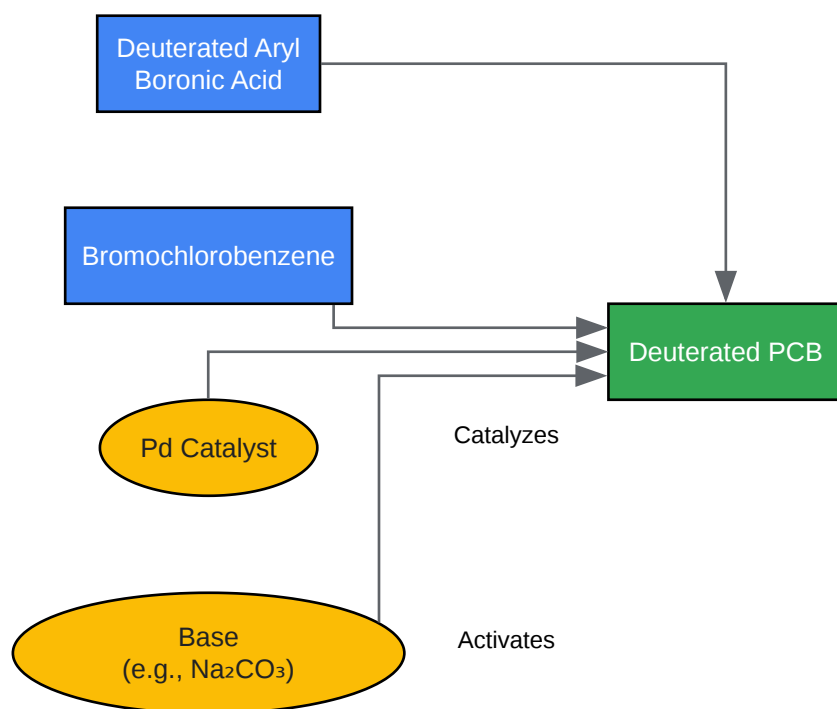 Deuterated Aryl
Boronic Acid
Bromochlorobenzene
Deuterated PCB
Pd Catalyst
Catalyzes
Base
(e.g., Na₂CO₃)
Activates